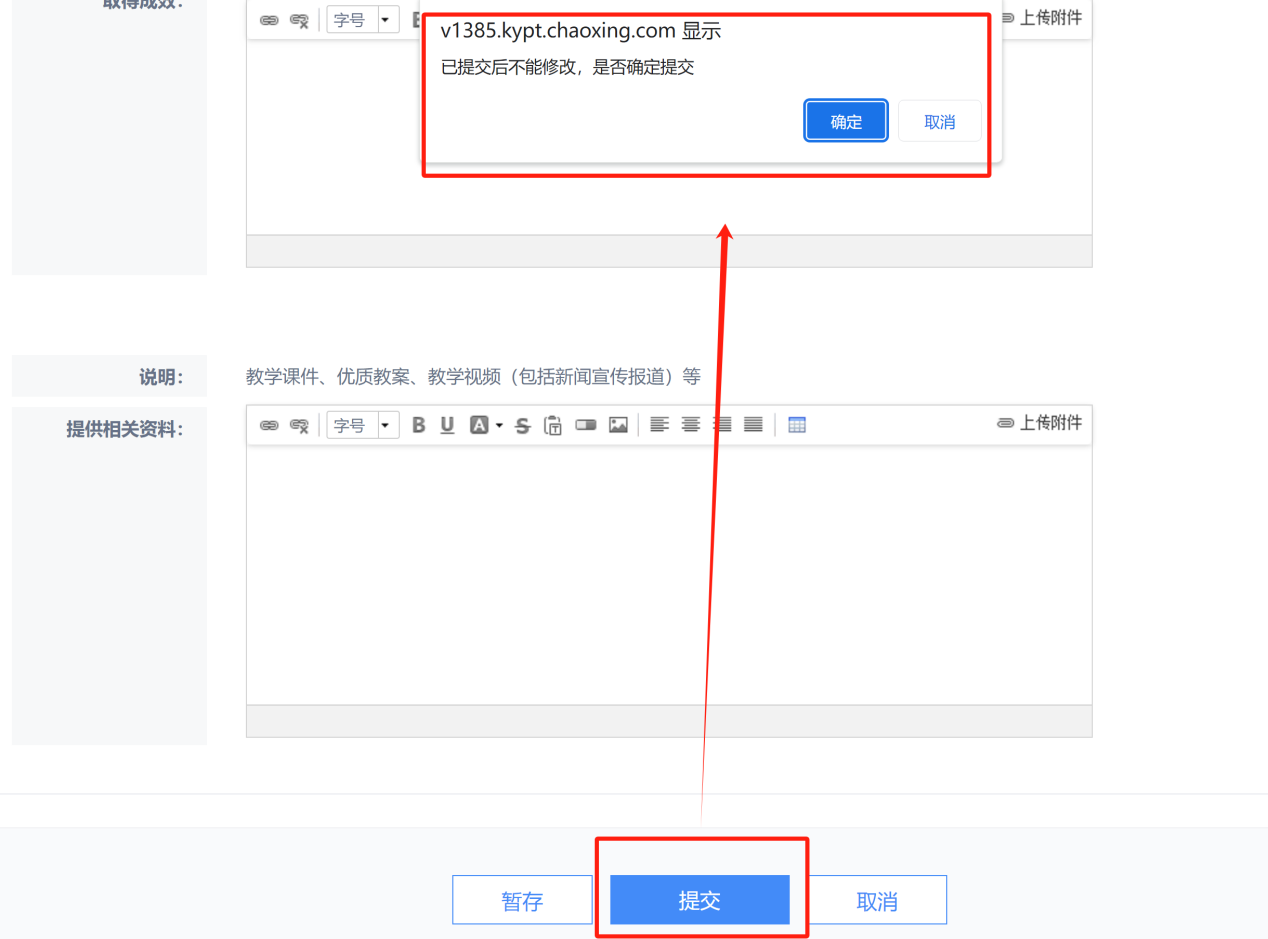 取得成效：
字号
上传附件
v1385.kypt.chaoxing.com 显示
已提交后不能修改，是否确定提交
确定
取消
说明：
教学课件、优质教案、教学视频（包括新闻宣传报道）等
提供相关资料：
字号
B U A S T
上传附件
暂存
提交
取消